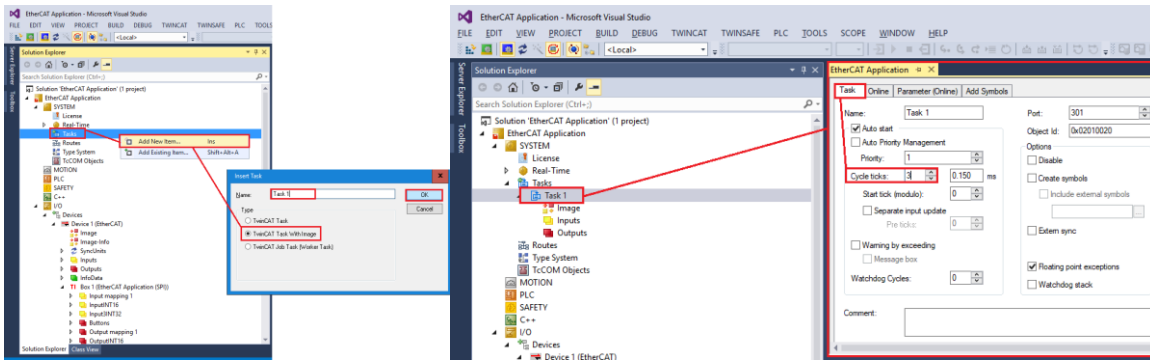 EtherCAT Application - Microsoft Visual Studio
FILE EDIT VIEW PROJECT BUILD DEBUG TWINCAT TWINSAFE PLC TOOLS
<Local>
Server Explorer
Toolbox
Solution Explorer
Search Solution Explorer (Ctrl+;)
Solution 'EtherCAT Application' (1 project)
EtherCAT Application
SYSTEM
License
Real-Time
Tasks
Routes
Type System
TcCOM Objects
MOTION
PLC
SAFETY
C++
I/O
Devices
Device 1 (EtherCAT)
Image
Image-Info
SyncUnits
Inputs
Outputs
InfoData
Box 1 (EtherCAT Application (SPI))
Input mapping 1
InputINT16
Input3INT32
Buttons
Output mapping 1
OutputINT16
Solution Explorer Class View
Add New Item... Ins
Add Existing Item... Shift+Alt+A
Insert Task
Name: Task 1 OK
Type Cancel
TwinCAT Task
TwinCAT Task With Image
TwinCAT Job Task (Worker Task)
EtherCAT Application - Microsoft Visual Studio
FILE EDIT VIEW PROJECT BUILD DEBUG TWINCAT TWINSAFE PLC TOOLS SCOPE WINDOW HELP
<Local>
Server Explorer
Toolbox
Solution Explorer
Search Solution Explorer (Ctrl+;)
Solution 'EtherCAT Application' (1 project)
EtherCAT Application
SYSTEM
License
Real-Time
Tasks
Task 1
Image
Inputs
Outputs
Routes
Type System
TcCOM Objects
MOTION
PLC
SAFETY
C++
I/O
Devices
Device 1 (EtherCAT)
EtherCAT Application
Task Online Parameter (Online) Add Symbols
Name: Task 1 Port: 301
Auto start Object Id: 0x02010020
Auto Priority Management Options
Priority: 1 Disable
Cycle ticks: 3 0.150 ms Create symbols
Start tick (modulo): 0 Include external symbols
Separate input update ...
Pre ticks: 0 Extern sync
Warning by exceeding
Message box Floating point exceptions
Watchdog Cycles: 0 Watchdog stack
Comment: